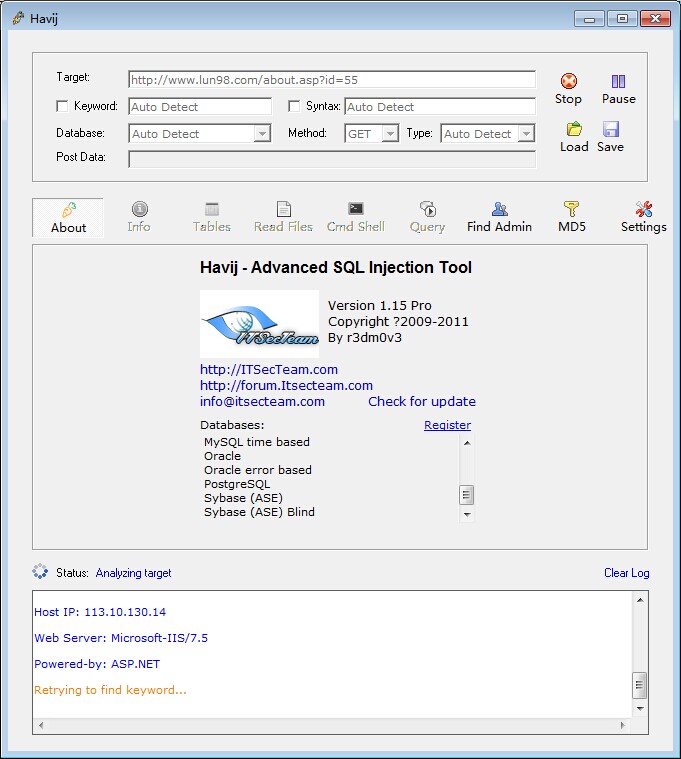 Havij
Target: http://www.lun98.com/about.asp?id=55
Keyword: Auto Detect Syntax: Auto Detect
Stop Pause
Database: Auto Detect Method: GET Type: Auto Detect
Load Save
Post Data:
About Info Tables Read Files Cmd Shell Query Find Admin MD5 Settings
Havij - Advanced SQL Injection Tool
ITSecTeam
Version 1.15 Pro
Copyright ?2009-2011
By r3dm0v3
http://ITSecTeam.com
http://forum.Itsecteam.com
info@itsecteam.com Check for update
Databases: Register
MySQL time based
Oracle
Oracle error based
PostgreSQL
Sybase (ASE)
Sybase (ASE) Blind
Status: Analyzing target Clear Log
Host IP: 113.10.130.14
Web Server: Microsoft-IIS/7.5
Powered-by: ASP.NET
Retrying to find keyword...